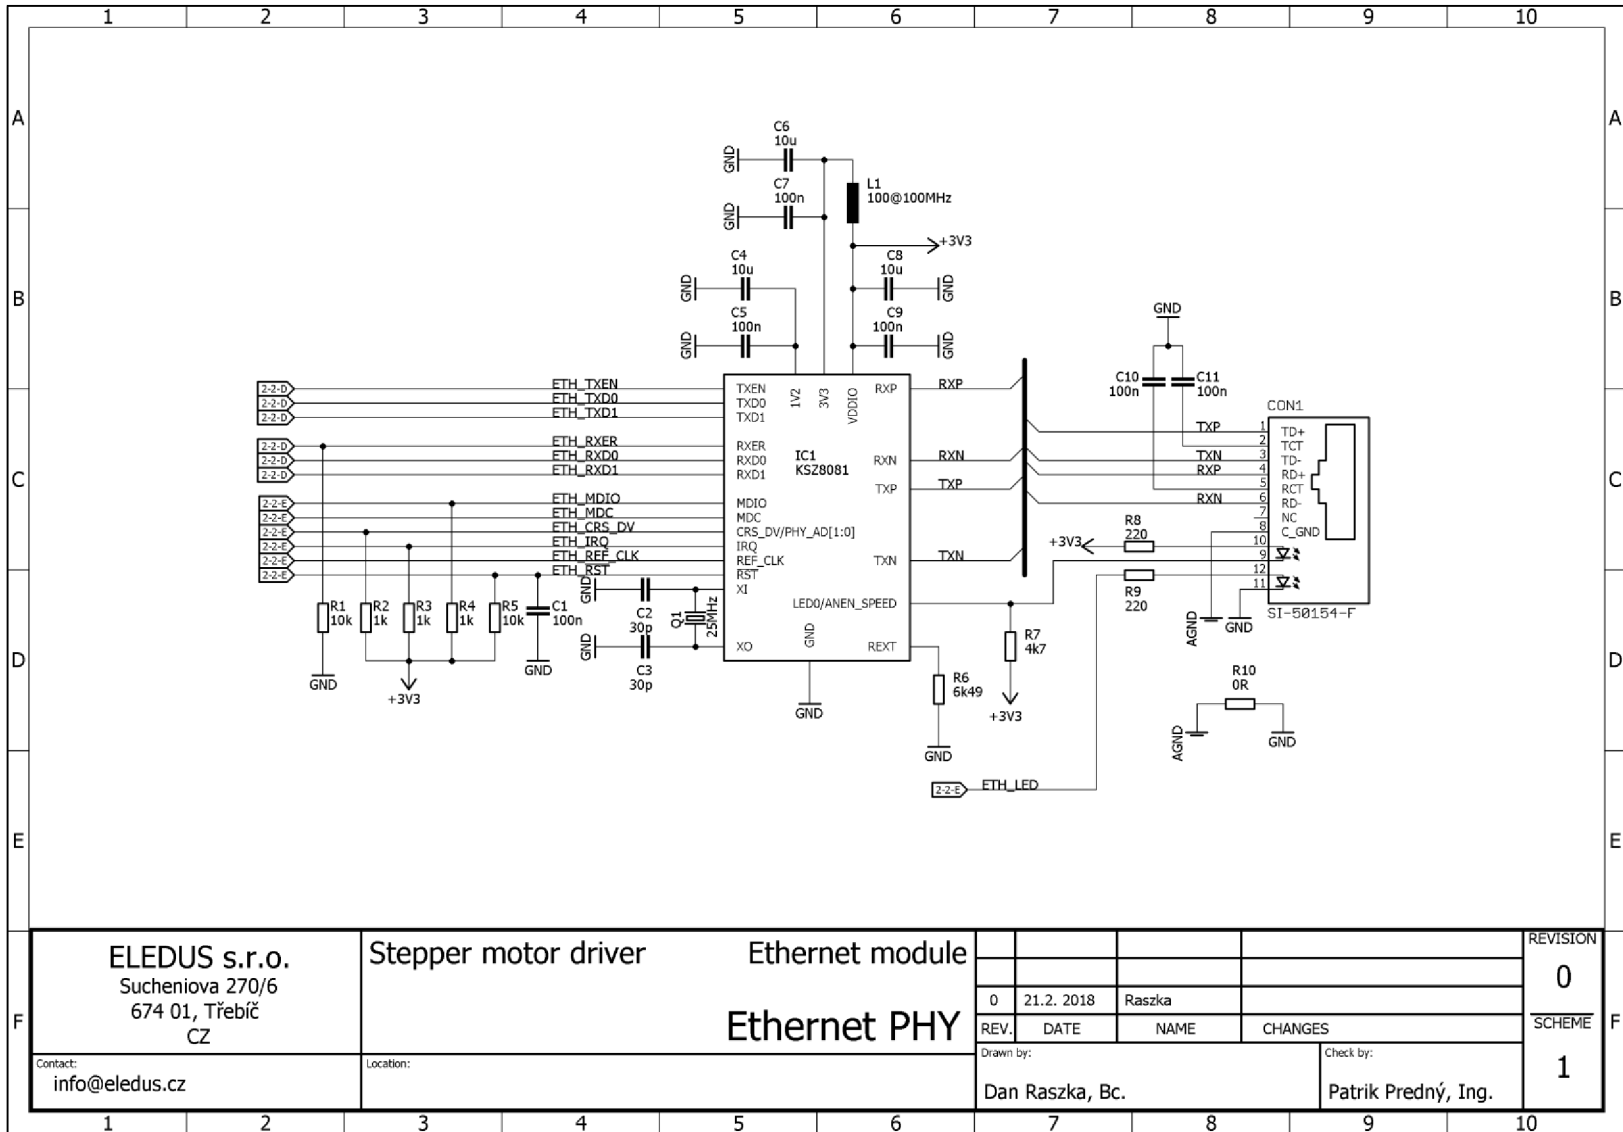 1 2 3 4 5 6 7 8 9 10
A A
C6
10u
GND
C7
100n
GND
L1
100@100MHz
+3V3
B B
C4
10u
GND
C8
10u
GND
C5
100n
GND
C9
100n
GND
GND
C10
100n
C11
100n
2-2-D ETH_TXEN TXEN
2-2-D ETH_TXD0 TXD0
2-2-D ETH_TXD1 TXD1
2-2-D ETH_RXER RXER
2-2-D ETH_RXD0 RXD0
2-2-D ETH_RXD1 RXD1
2-2-E ETH_MDIO MDIO
2-2-E ETH_MDC MDC
2-2-E ETH_CRS_DV CRS_DV/PHY_AD[1:0]
2-2-E ETH_IRQ IRQ
2-2-E ETH_REF_CLK REF_CLK
2-2-E ETH_RST RST
XI
XO
1V2 3V3 VDDIO
IC1
KSZ8081
GND
RXP RXP
RXN RXN
TXP TXP
TXN TXN
LED0/ANEN_SPEED
REXT
C C
CON1
TXP 1 TD+
2 TCT
TXN 3 TD-
RXP 4 RD+
5 RCT
RXN 6 RD-
7 NC
8 C_GND
10
9
12
11
SI-50154-F
R8
220
+3V3
R9
220
AGND
GND
D D
R1
10k
R2
1k
R3
1k
R4
1k
R5
10k
C1
100n
GND
+3V3
GND
GND
C2
30p
GND
C3
30p
Q1
25MHz
GND
R6
6k49
GND
R7
4k7
+3V3
R10
0R
AGND
GND
2-2-E ETH_LED
E E
F F
ELEDUS s.r.o.
Sucheniova 270/6
674 01, Třebíč
CZ
Contact:
info@eledus.cz
Stepper motor driver Ethernet module
Ethernet PHY
Location:
0 21.2. 2018 Raszka
REV. DATE NAME CHANGES
Drawn by:
Dan Raszka, Bc.
Check by:
Patrik Predný, Ing.
REVISION
0
SCHEME
1
1 2 3 4 5 6 7 8 9 10